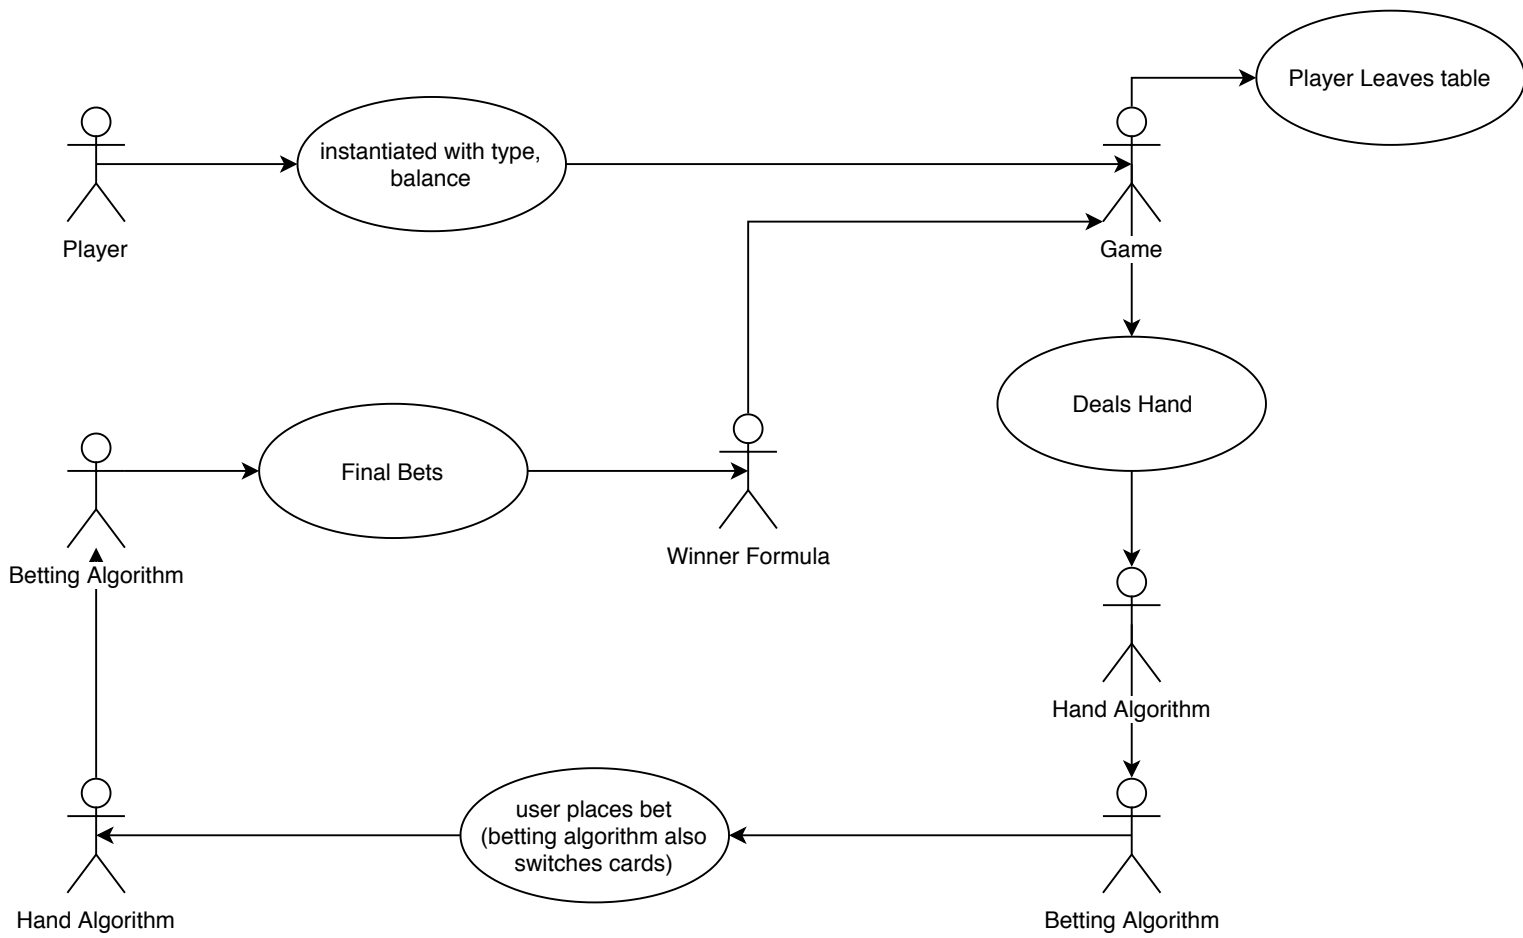 Player Leaves table
instantiated with type,
balance
Player
Game
Deals Hand
Final Bets
Winner Formula
Betting Algorithm
Hand Algorithm
user places bet
(betting algorithm also
switches cards)
Hand Algorithm
Betting Algorithm